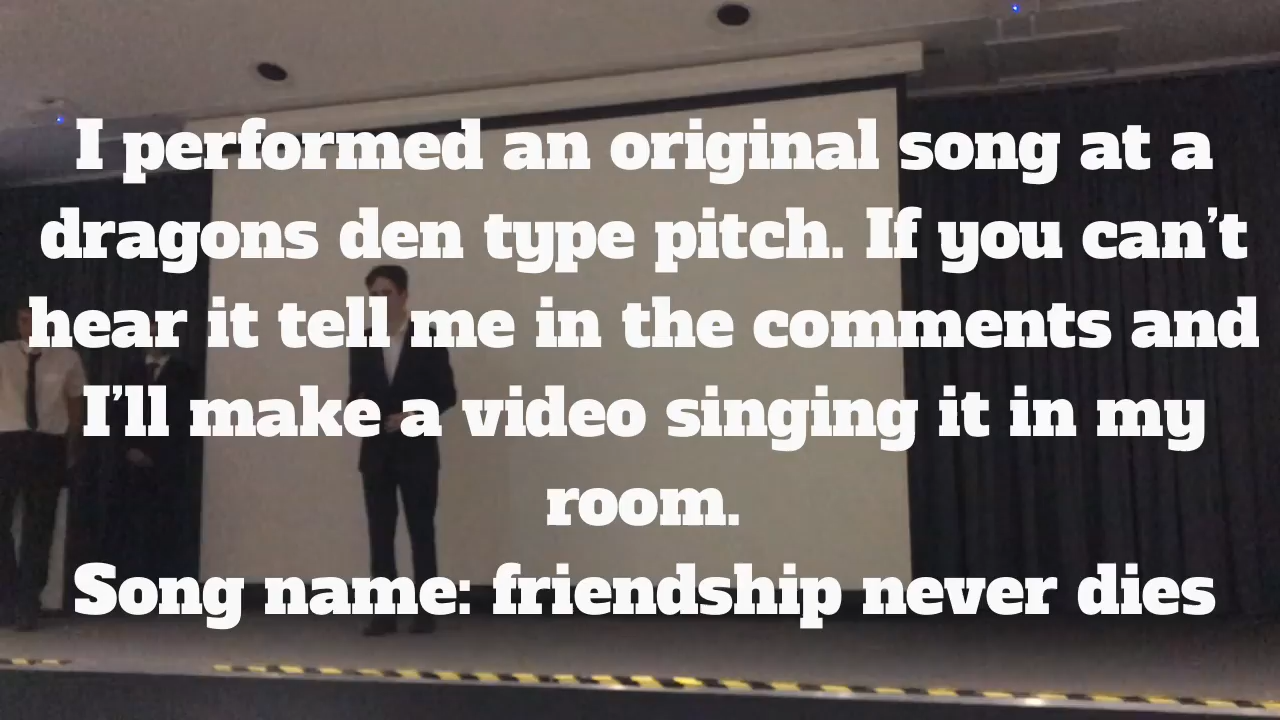 I performed an original song at a
dragons den type pitch. If you can't
hear it tell me in the comments and
I'll make a video singing it in my
room.
Song name: friendship never dies